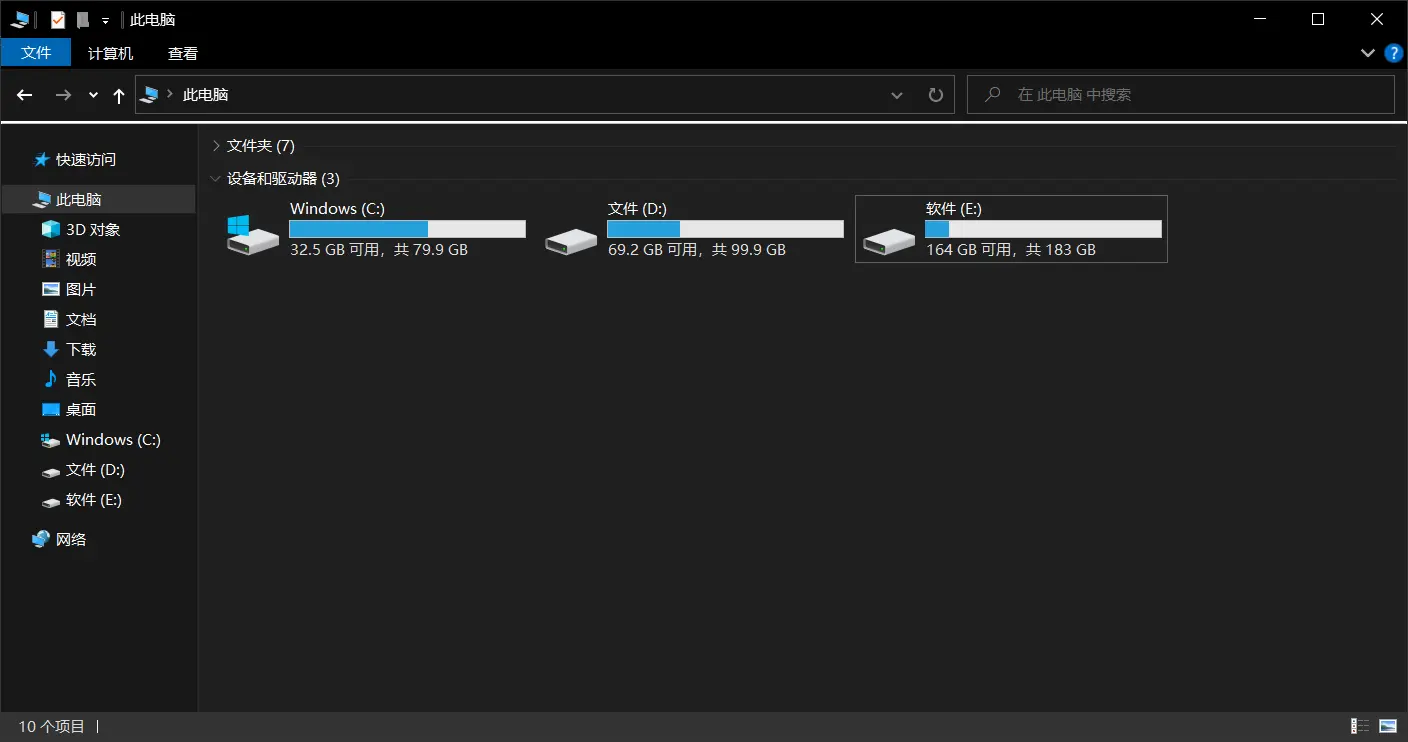 此电脑
文件 计算机 查看
此电脑 在 此电脑 中搜索
快速访问
此电脑
3D 对象
视频
图片
文档
下载
音乐
桌面
Windows (C:)
文件 (D:)
软件 (E:)
网络
文件夹 (7)
设备和驱动器 (3)
Windows (C:)
32.5 GB 可用，共 79.9 GB
文件 (D:)
69.2 GB 可用，共 99.9 GB
软件 (E:)
164 GB 可用，共 183 GB
10 个项目